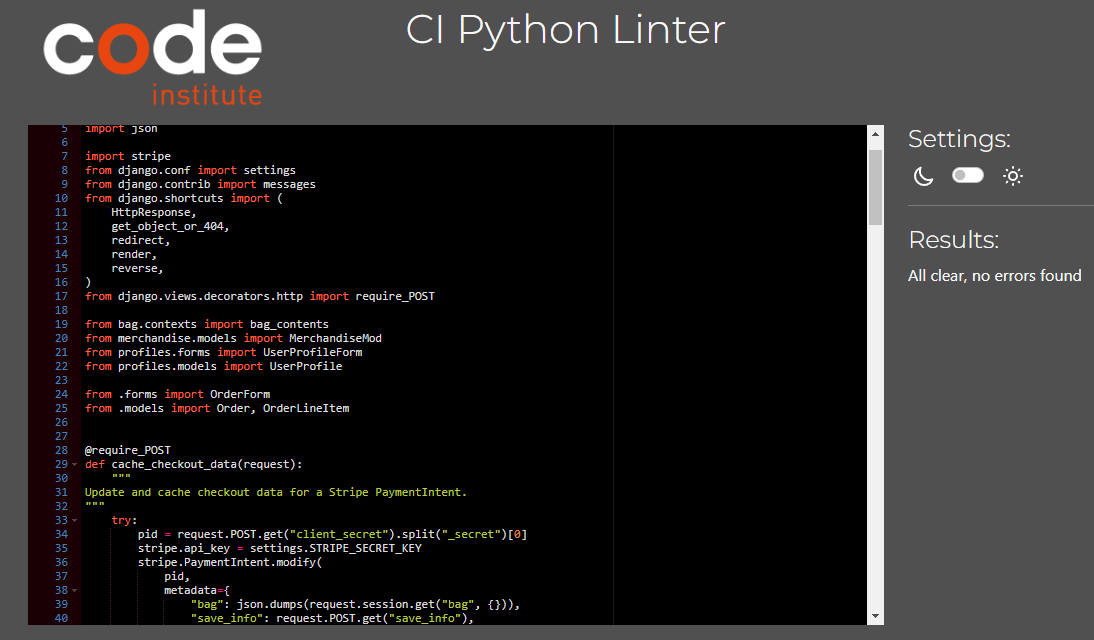 code
institute
CI Python Linter
5 import json
6
7 import stripe
8 from django.conf import settings
9 from django.contrib import messages
10 from django.shortcuts import (
11     HttpResponse,
12     get_object_or_404,
13     redirect,
14     render,
15     reverse,
16 )
17 from django.views.decorators.http import require_POST
18
19 from bag.contexts import bag_contents
20 from merchandise.models import MerchandiseMod
21 from profiles.forms import UserProfileForm
22 from profiles.models import UserProfile
23
24 from .forms import OrderForm
25 from .models import Order, OrderLineItem
26
27
28 @require_POST
29 def cache_checkout_data(request):
30     """
31 Update and cache checkout data for a Stripe PaymentIntent.
32 """
33     try:
34         pid = request.POST.get("client_secret").split("_secret")[0]
35         stripe.api_key = settings.STRIPE_SECRET_KEY
36         stripe.PaymentIntent.modify(
37             pid,
38             metadata={
39                 "bag": json.dumps(request.session.get("bag", {})),
40                 "save_info": request.POST.get("save_info"),
Settings:
Results:
All clear, no errors found